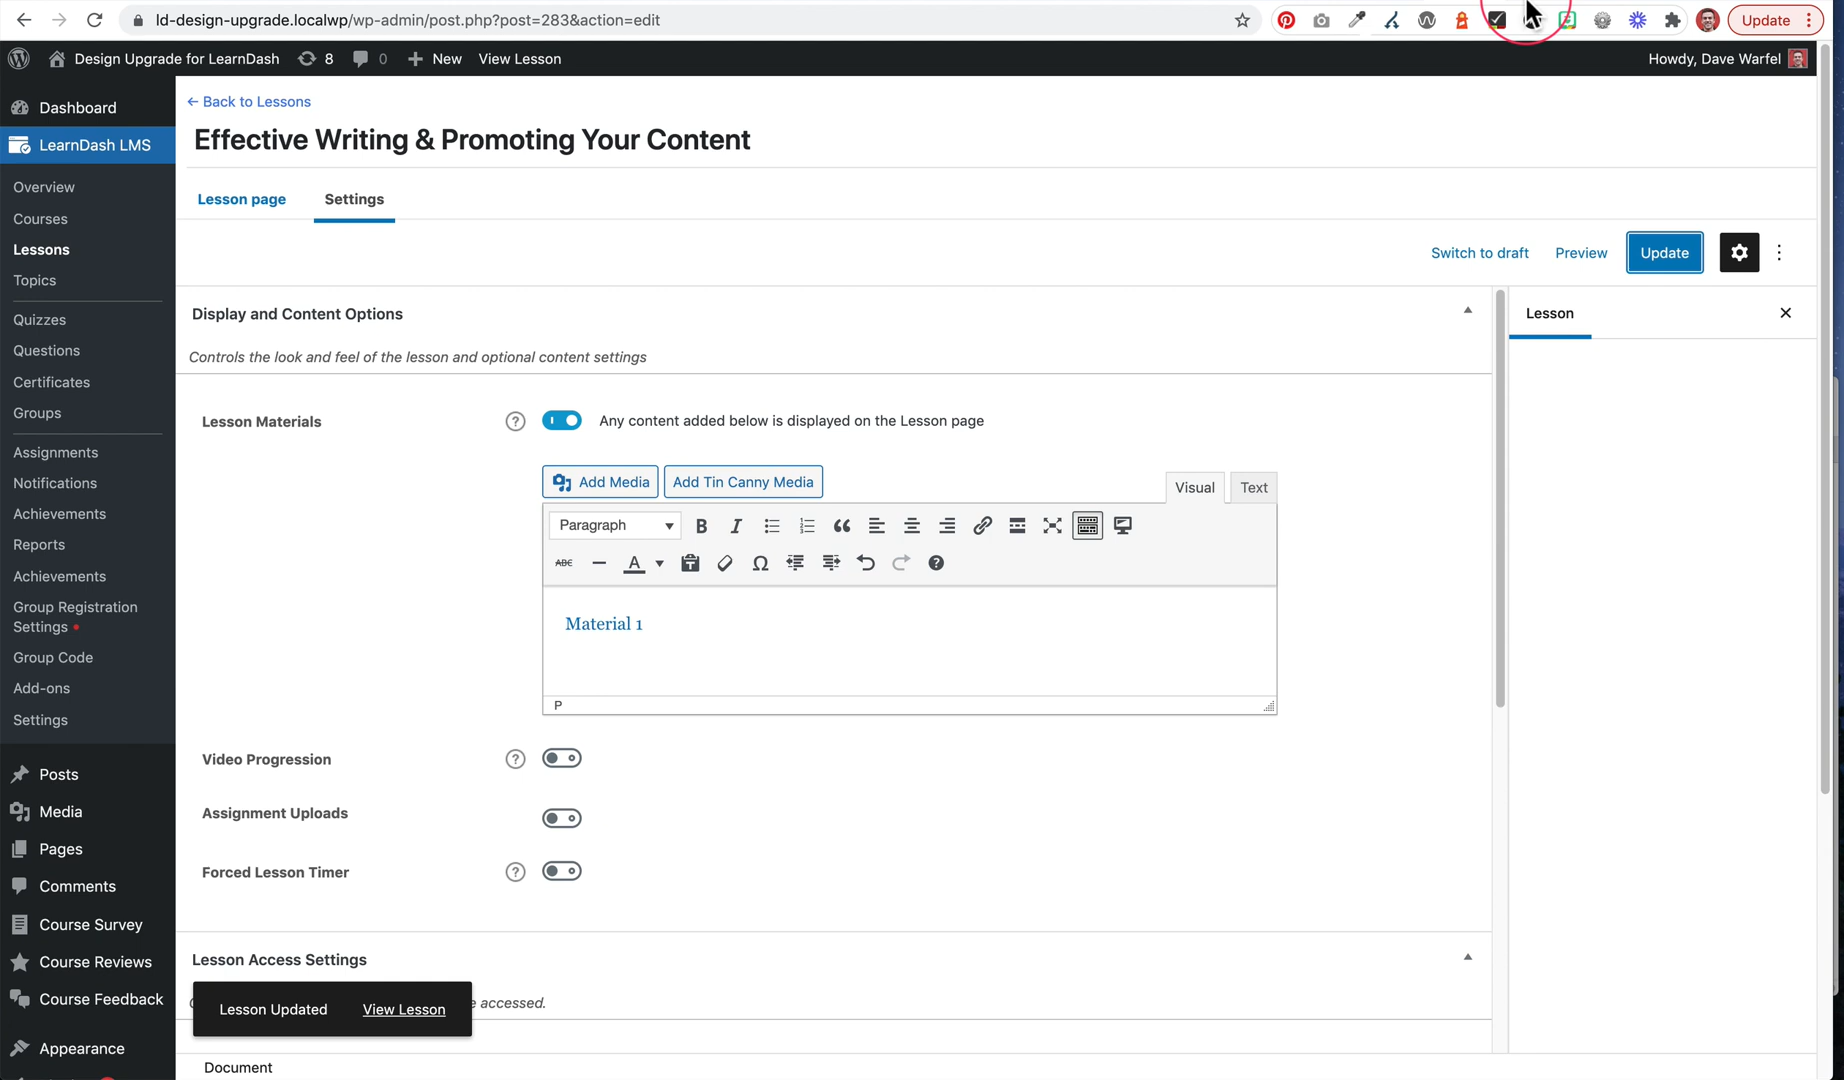 ld-design-upgrade.localwp/wp-admin/post.php?post=283&action=edit
Update
Design Upgrade for LearnDash
8
0
New
View Lesson
Howdy, Dave Warfel
Dashboard
LearnDash LMS
Overview
Courses
Lessons
Topics
Quizzes
Questions
Certificates
Groups
Assignments
Notifications
Achievements
Reports
Achievements
Group Registration
Settings
Group Code
Add-ons
Settings
Posts
Media
Pages
Comments
Course Survey
Course Reviews
Course Feedback
Appearance
← Back to Lessons
Effective Writing & Promoting Your Content
Lesson page
Settings
Switch to draft
Preview
Update
Display and Content Options
Controls the look and feel of the lesson and optional content settings
Lesson Materials
Any content added below is displayed on the Lesson page
Add Media
Add Tin Canny Media
Visual
Text
Paragraph
B
I
ABC
A
Ω
Material 1
P
Video Progression
Assignment Uploads
Forced Lesson Timer
Lesson Access Settings
accessed.
Lesson Updated
View Lesson
Document
Lesson